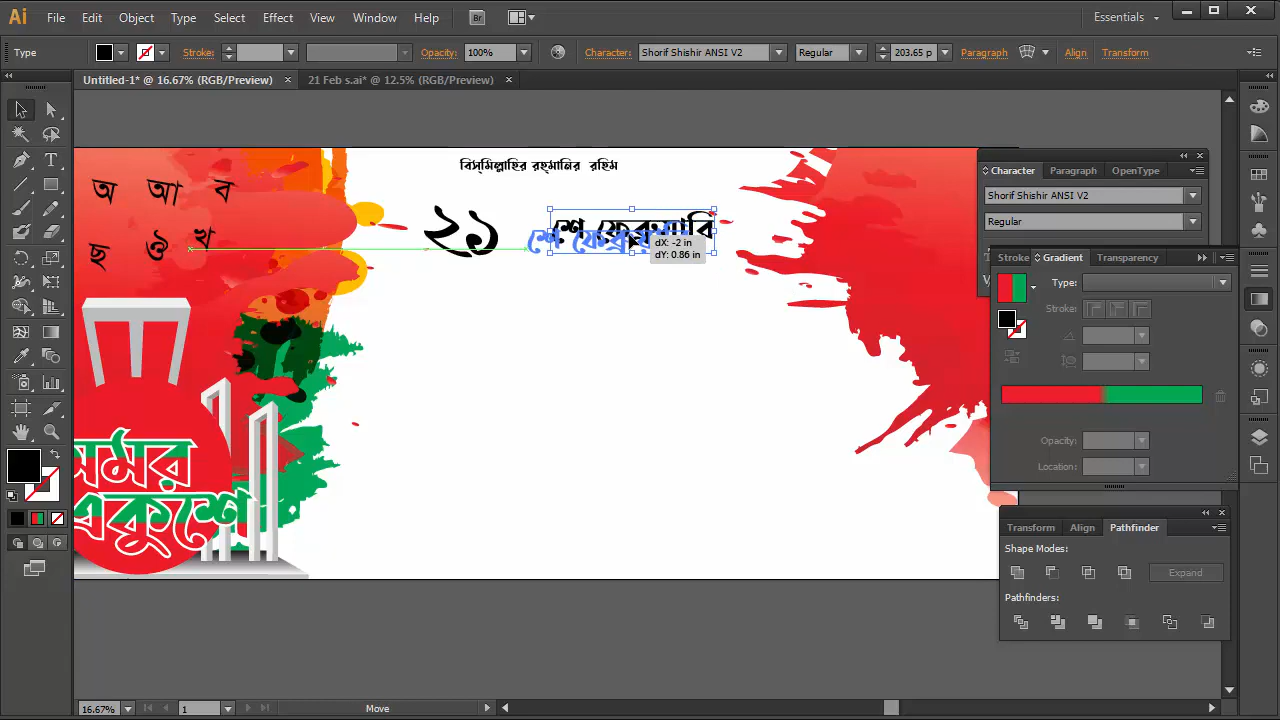 Ai File Edit Object Type Select Effect View Window Help Br Essentials
Type Stroke: Opacity: 100% Character: Shorif Shishir ANSI V2 Regular 203.65 p Paragraph Align Transform
Untitled-1* @ 16.67% (RGB/Preview) × 21 Feb s.ai* @ 12.5% (RGB/Preview) ×
বিস্মিল্লাহির রহমানির রহিম
অ আ ব
ছ ঐ খ
২১ শে ফেব্রুয়ারি
dX: -2 in
dY: 0.86 in
অমর
একুশে
Character Paragraph OpenType
Shorif Shishir ANSI V2
Regular
Stroke Gradient Transparency
Type:
Stroke:
Opacity:
Location:
Transform Align Pathfinder
Shape Modes:
Expand
Pathfinders:
16.67% 1 Move